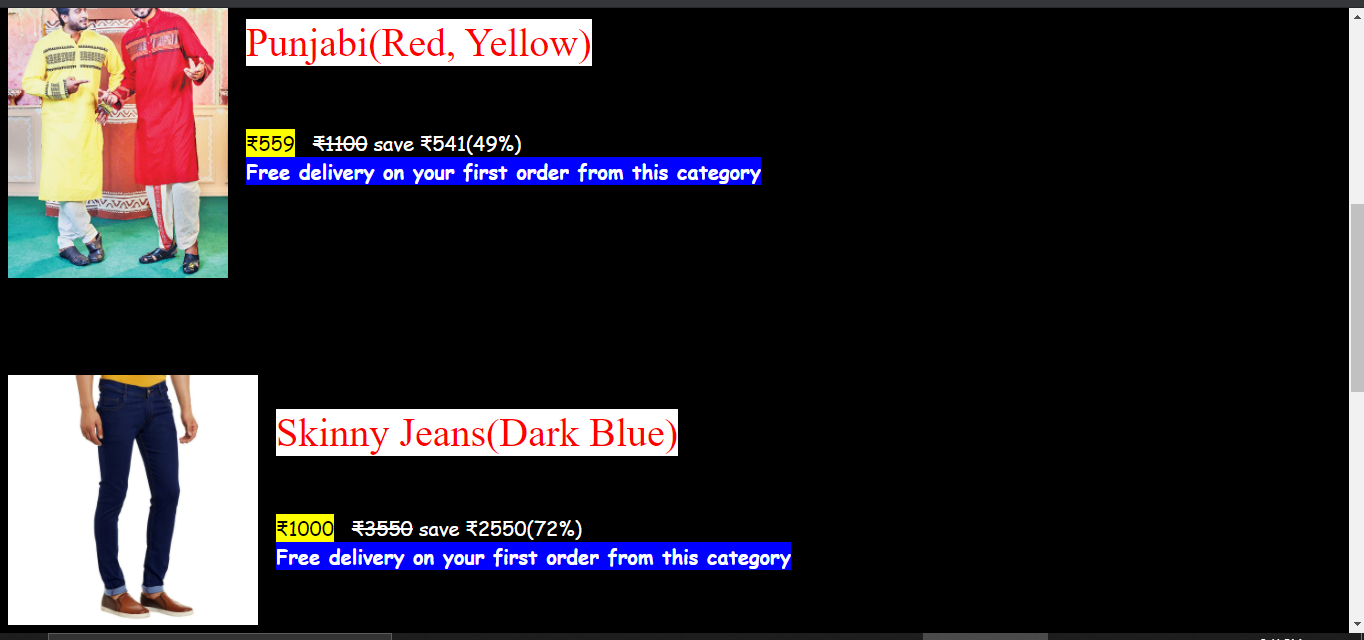 Punjabi(Red, Yellow)
₹559 ₹1100 save ₹541(49%)
Free delivery on your first order from this category
Skinny Jeans(Dark Blue)
₹1000 ₹3550 save ₹2550(72%)
Free delivery on your first order from this category